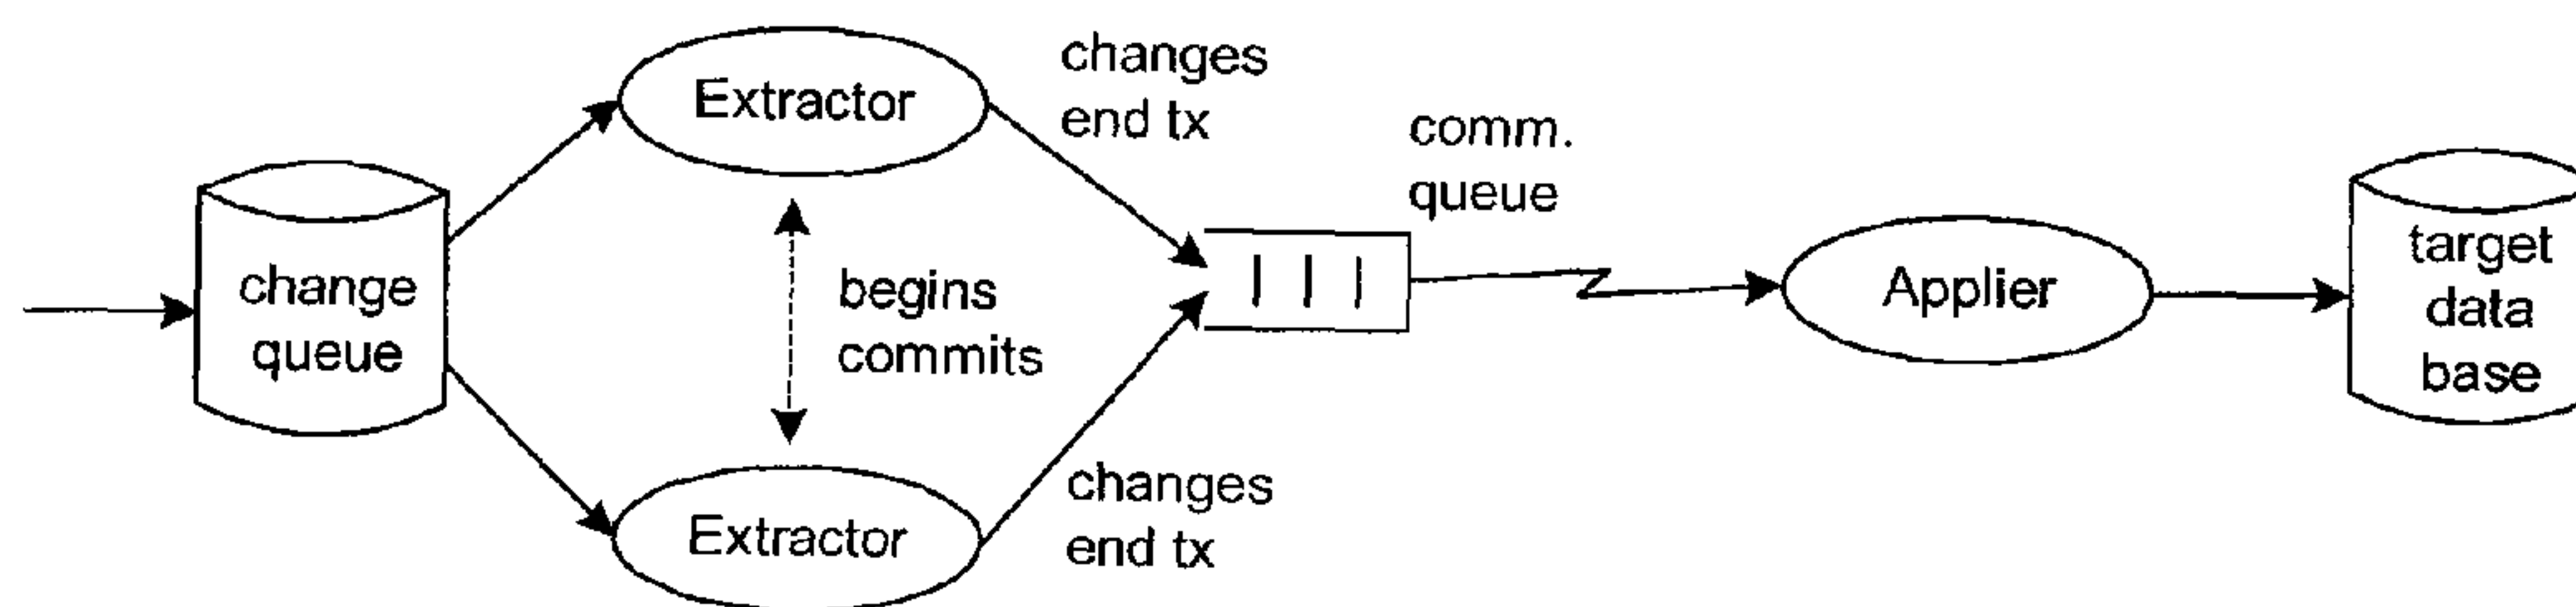 changes
end tx
Extractor
comm.
queue
change
queue
begins
commits
Applier
target
data
base
changes
end tx
Extractor